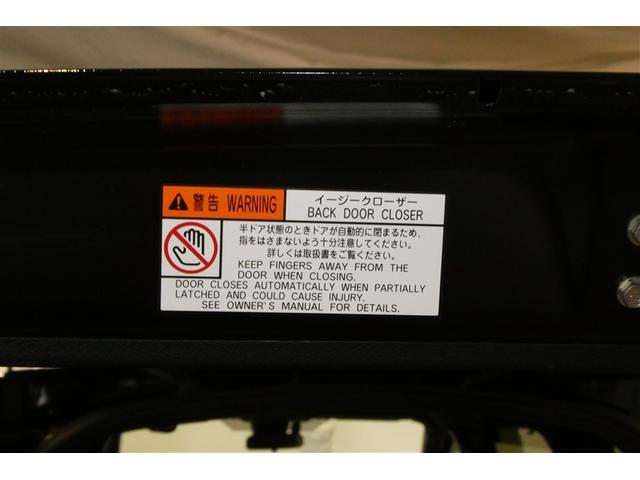 警告 WARNING
イージークローザー
BACK DOOR CLOSER
半ドア状態のときドアが自動的に閉まるため、
指をはさまないよう十分注意してください。
詳しくは取扱書をご覧ください。
KEEP FINGERS AWAY FROM THE
DOOR WHEN CLOSING.
DOOR CLOSES AUTOMATICALLY WHEN PARTIALLY
LATCHED AND COULD CAUSE INJURY.
SEE OWNER'S MANUAL FOR DETAILS.